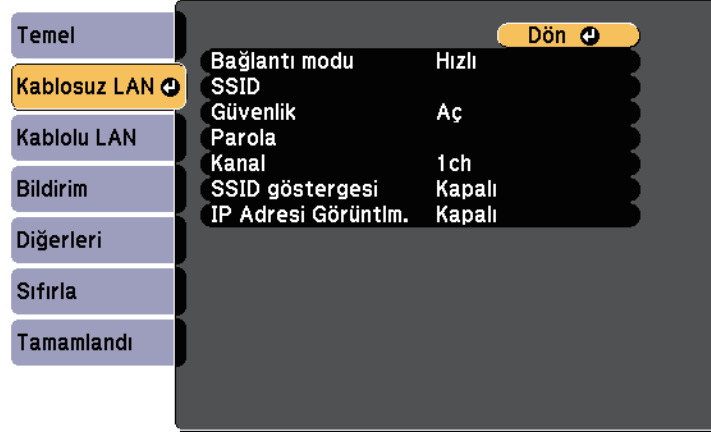 Temel
Kablosuz LAN
Kablolu LAN
Bildirim
Diğerleri
Sıfırla
Tamamlandı
Dön
Bağlantı modu Hızlı
SSID
Güvenlik Aç
Parola
Kanal 1ch
SSID göstergesi Kapalı
IP Adresi Görüntlm. Kapalı